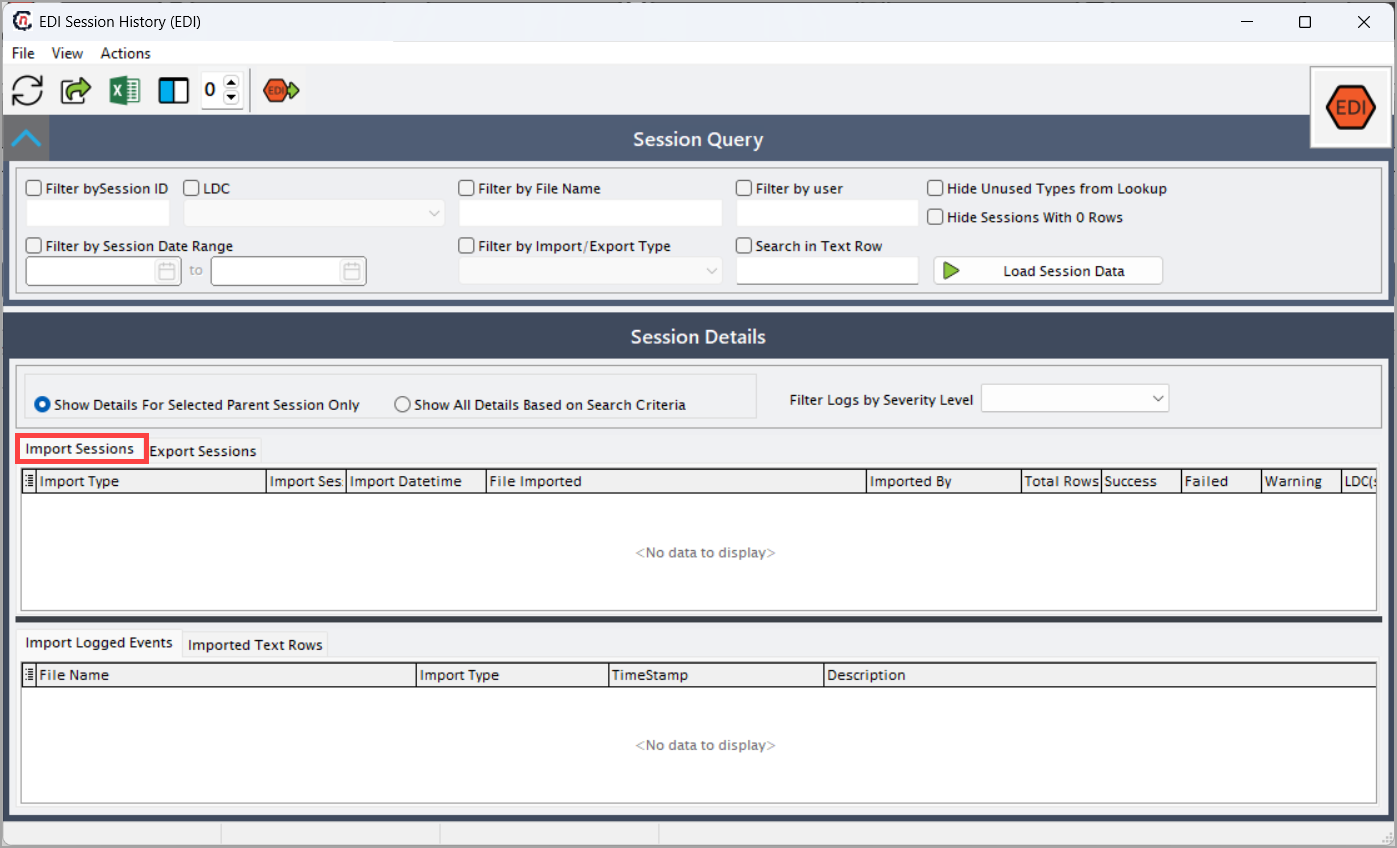 EDI Session History (EDI)
File View Actions
0 EDI
EDI
Session Query
Filter bySession ID LDC Filter by File Name Filter by user Hide Unused Types from Lookup
Hide Sessions With 0 Rows
Filter by Session Date Range Filter by Import/Export Type Search in Text Row
to Load Session Data
Session Details
Show Details For Selected Parent Session Only Show All Details Based on Search Criteria Filter Logs by Severity Level
Import Sessions Export Sessions
Import Type Import Ses. Import Datetime File Imported Imported By Total Rows Success Failed Warning LDC(s
<No data to display>
Import Logged Events Imported Text Rows
File Name Import Type TimeStamp Description
<No data to display>